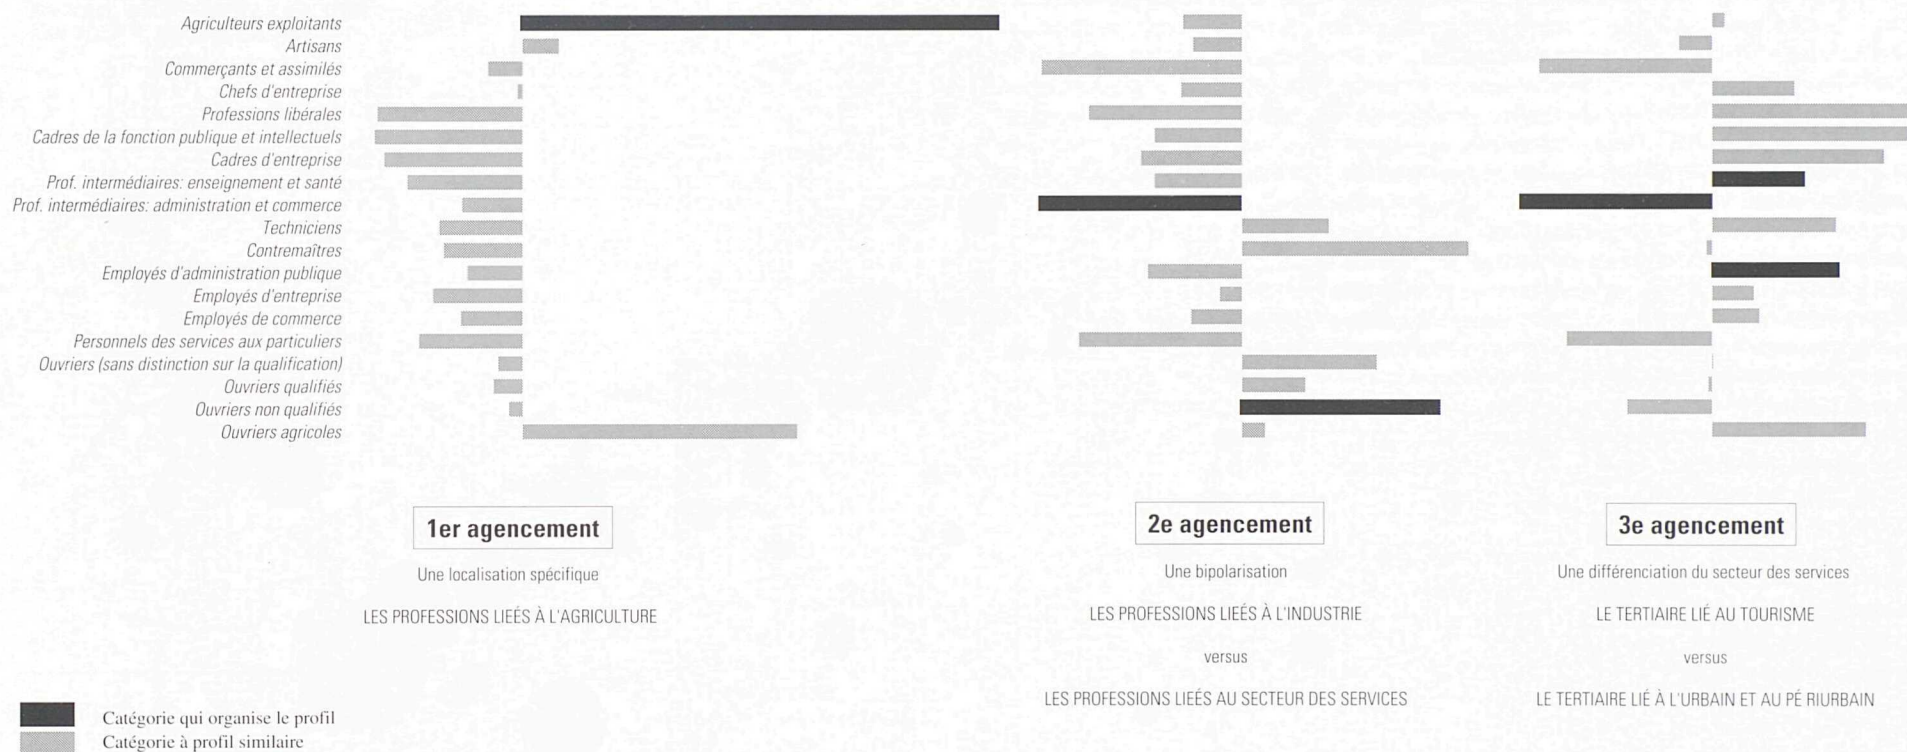 Agriculteurs exploitants
Artisans
Commerçants et assimilés
Chefs d'entreprise
Professions libérales
Cadres de la fonction publique et intellectuels
Cadres d'entreprise
Prof. intermédiaires: enseignement et santé
Prof. intermédiaires: administration et commerce
Techniciens
Contremaîtres
Employés d'administration publique
Employés d'entreprise
Employés de commerce
Personnels des services aux particuliers
Ouvriers (sans distinction sur la qualification)
Ouvriers qualifiés
Ouvriers non qualifiés
Ouvriers agricoles
1er agencement
Une localisation spécifique
LES PROFESSIONS LIEÉS À L'AGRICULTURE
2e agencement
Une bipolarisation
LES PROFESSIONS LIEÉS À L'INDUSTRIE
versus
LES PROFESSIONS LIEÉS AU SECTEUR DES SERVICES
3e agencement
Une différenciation du secteur des services
LE TERTIAIRE LIÉ AU TOURISME
versus
LE TERTIAIRE LIÉ À L'URBAIN ET AU PÉ RIURBAIN
Catégorie qui organise le profil
Catégorie à profil similaire